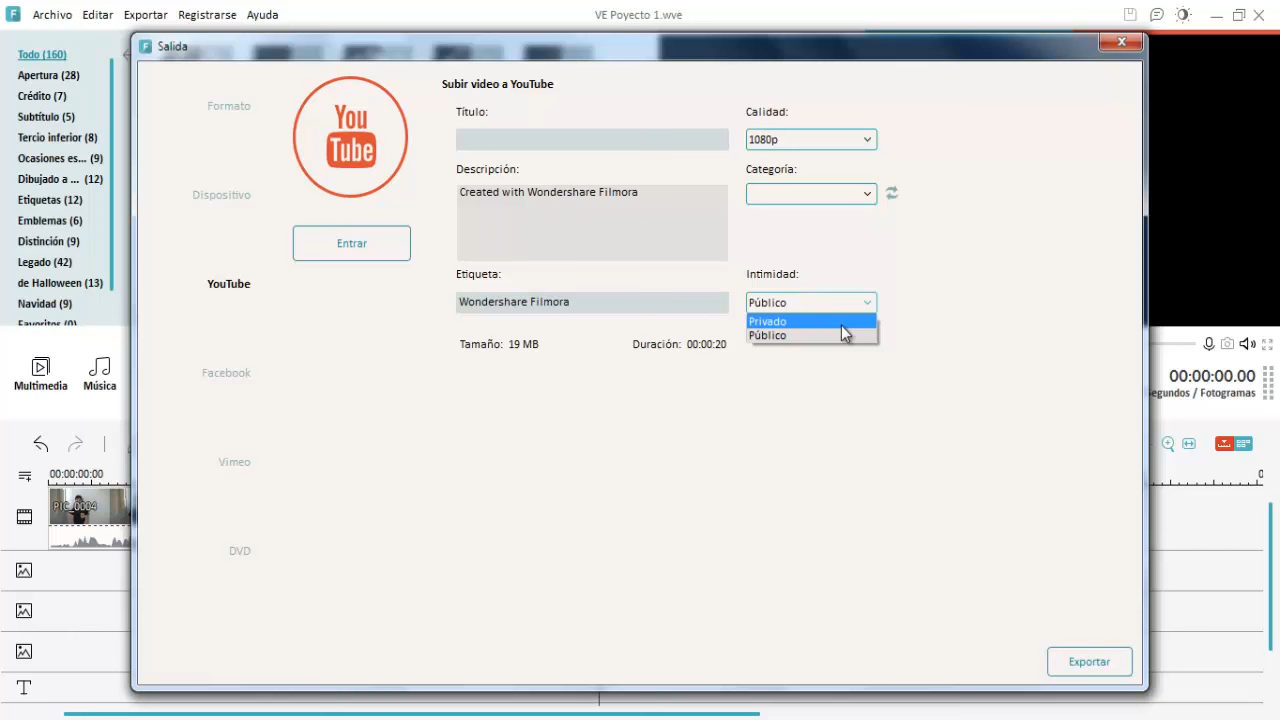 Archivo Editar Exportar Registrarse Ayuda
VE Poyecto 1.wve
Todo (160)
Apertura (28)
Crédito (7)
Subtítulo (5)
Tercio inferior (8)
Ocasiones es... (9)
Dibujado a ... (12)
Etiquetas (12)
Emblemas (6)
Distinción (9)
Legado (42)
de Halloween (13)
Navidad (9)
Favoritos (0)
Multimedia
Música
Salida
Formato
Dispositivo
YouTube
Facebook
Vimeo
DVD
You
Tube
Entrar
Subir video a YouTube
Título:
Calidad:
1080p
Descripción:
Categoría:
Created with Wondershare Filmora
Etiqueta:
Intimidad:
Wondershare Filmora
Público
Privado
Público
Tamaño: 19 MB
Duración: 00:00:20
Exportar
00:00:00.00
Segundos / Fotogramas
00:00:00:00
PIC_0004
T